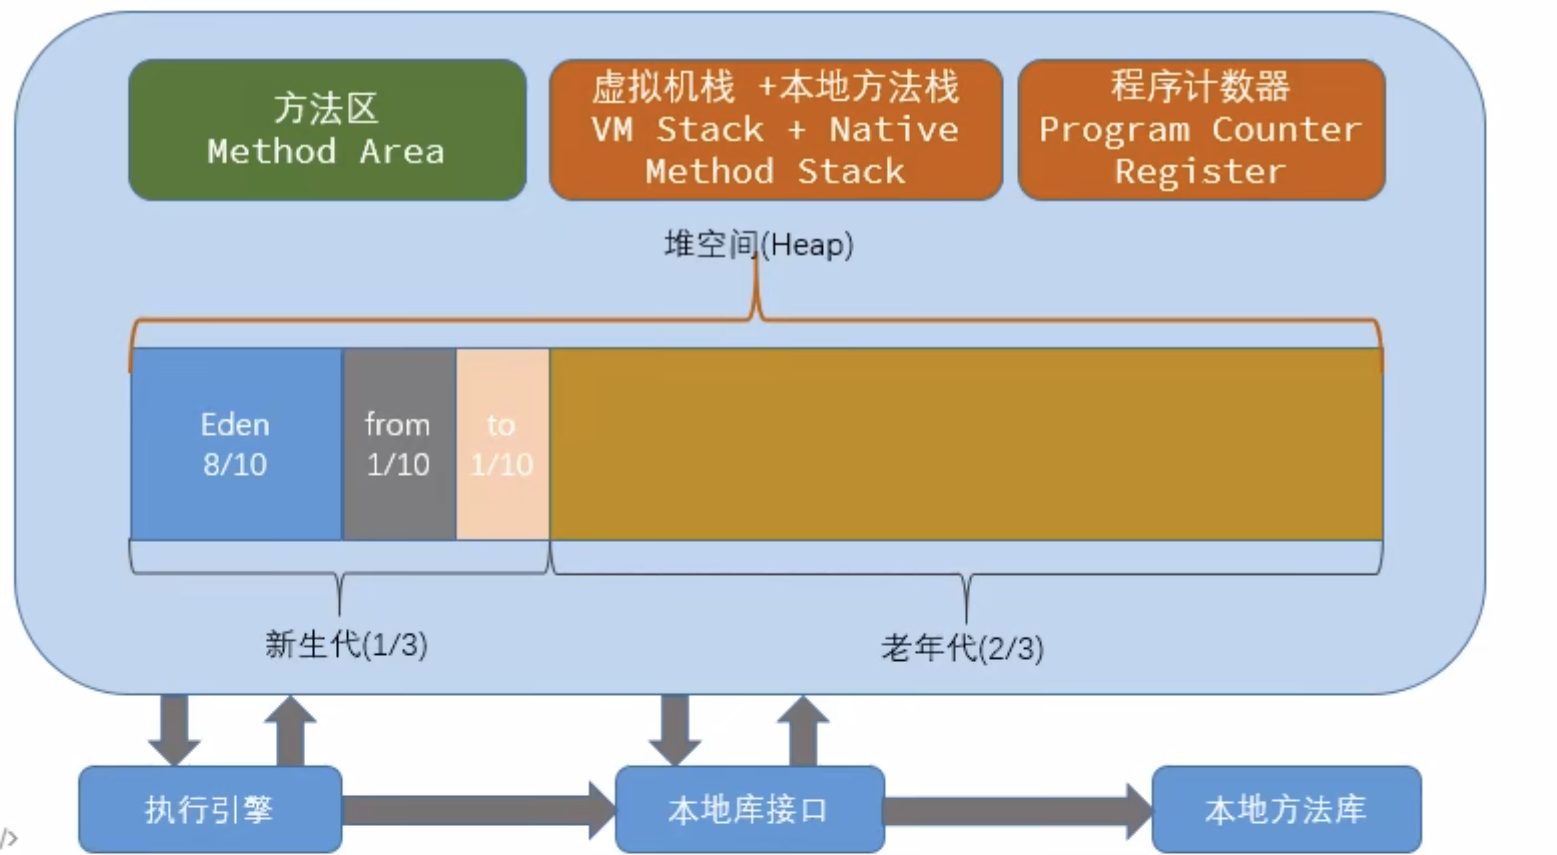 方法区
Method Area
虚拟机栈 +本地方法栈
VM Stack + Native
Method Stack
程序计数器
Program Counter
Register
堆空间(Heap)
Eden
8/10
from
1/10
to
1/10
新生代(1/3)
老年代(2/3)
执行引擎
本地库接口
本地方法库
/>